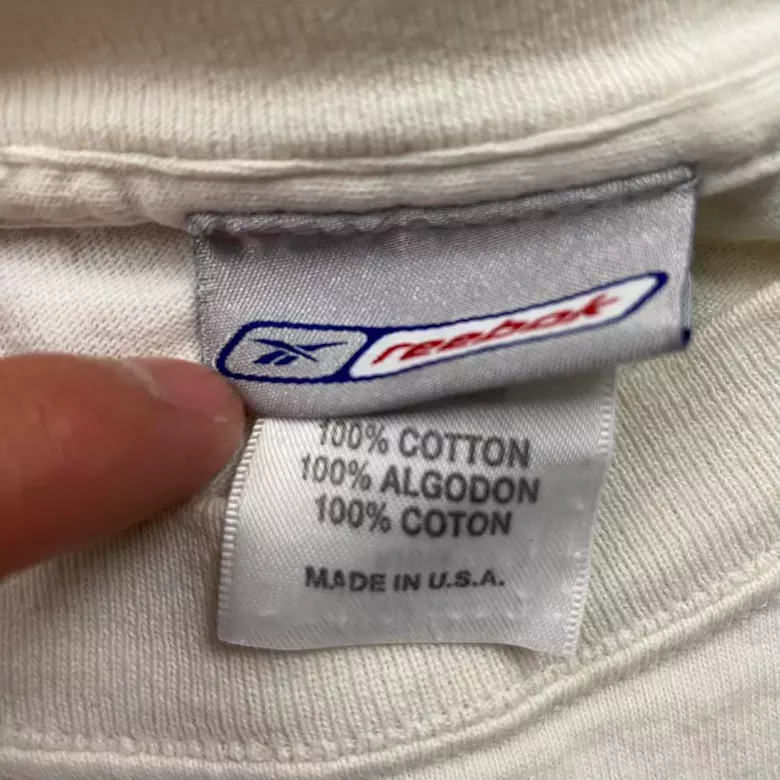 reebok
100% COTTON
100% ALGODON
100% COTON
MADE IN U.S.A.